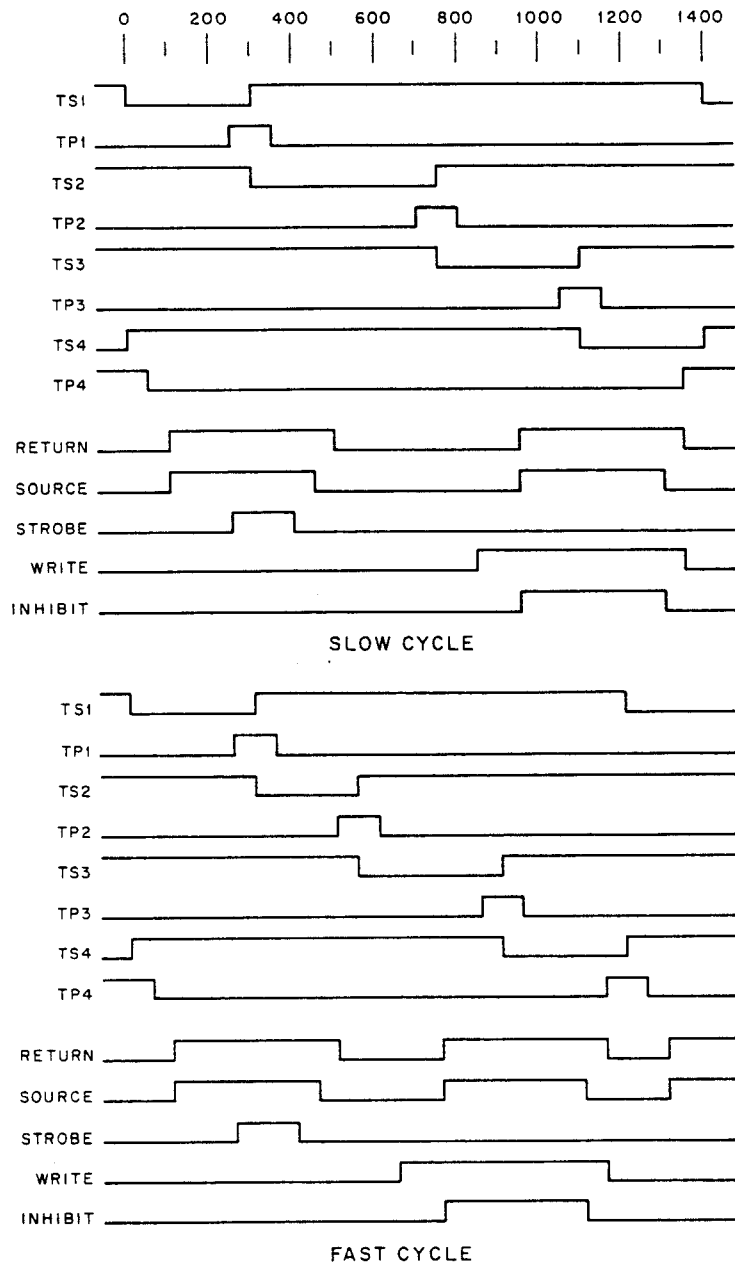 0 200 400 600 800 1000 1200 1400
TS1
TP1
TS2
TP2
TS3
TP3
TS4
TP4
RETURN
SOURCE
STROBE
WRITE
INHIBIT
SLOW CYCLE
TS1
TP1
TS2
TP2
TS3
TP3
TS4
TP4
RETURN
SOURCE
STROBE
WRITE
INHIBIT
FAST CYCLE